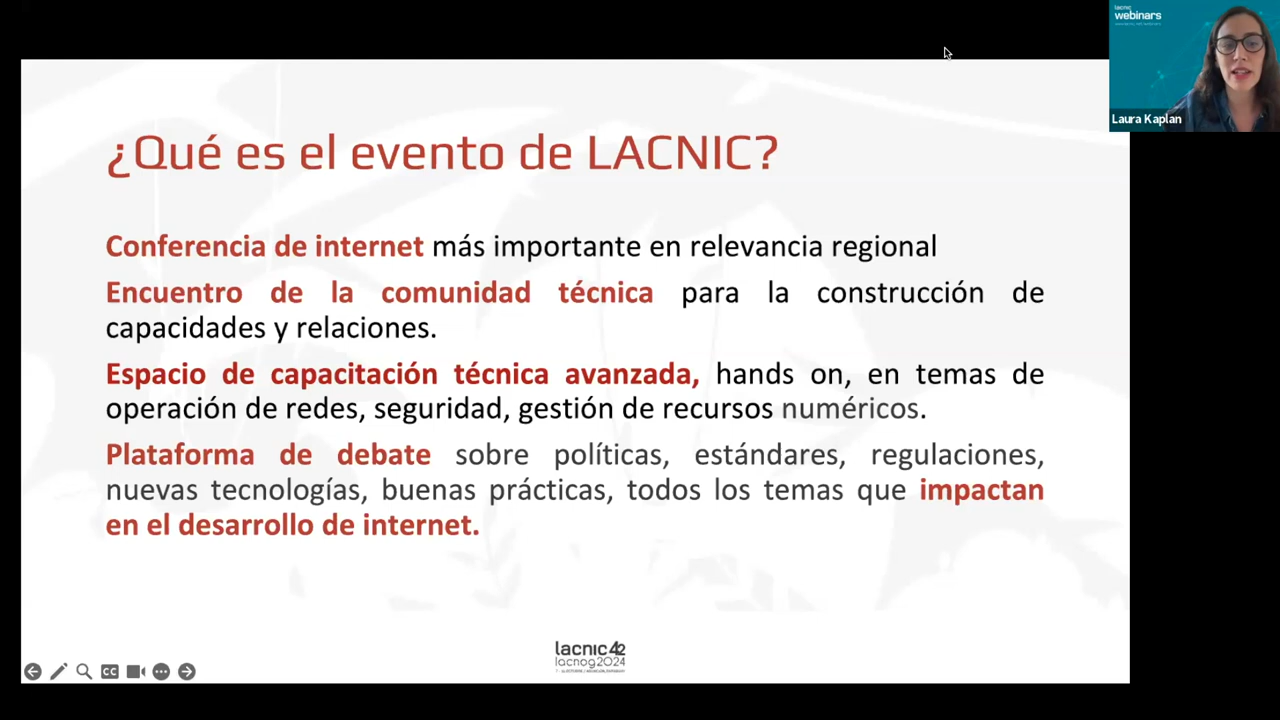 lacnic
webinars
Laura Kaplan
¿Qué es el evento de LACNIC?
Conferencia de internet más importante en relevancia regional
Encuentro de la comunidad técnica para la construcción de
capacidades y relaciones.
Espacio de capacitación técnica avanzada, hands on, en temas de
operación de redes, seguridad, gestión de recursos numéricos.
Plataforma de debate sobre políticas, estándares, regulaciones,
nuevas tecnologías, buenas prácticas, todos los temas que impactan
en el desarrollo de internet.
CC
lacnic42
lacnog2024